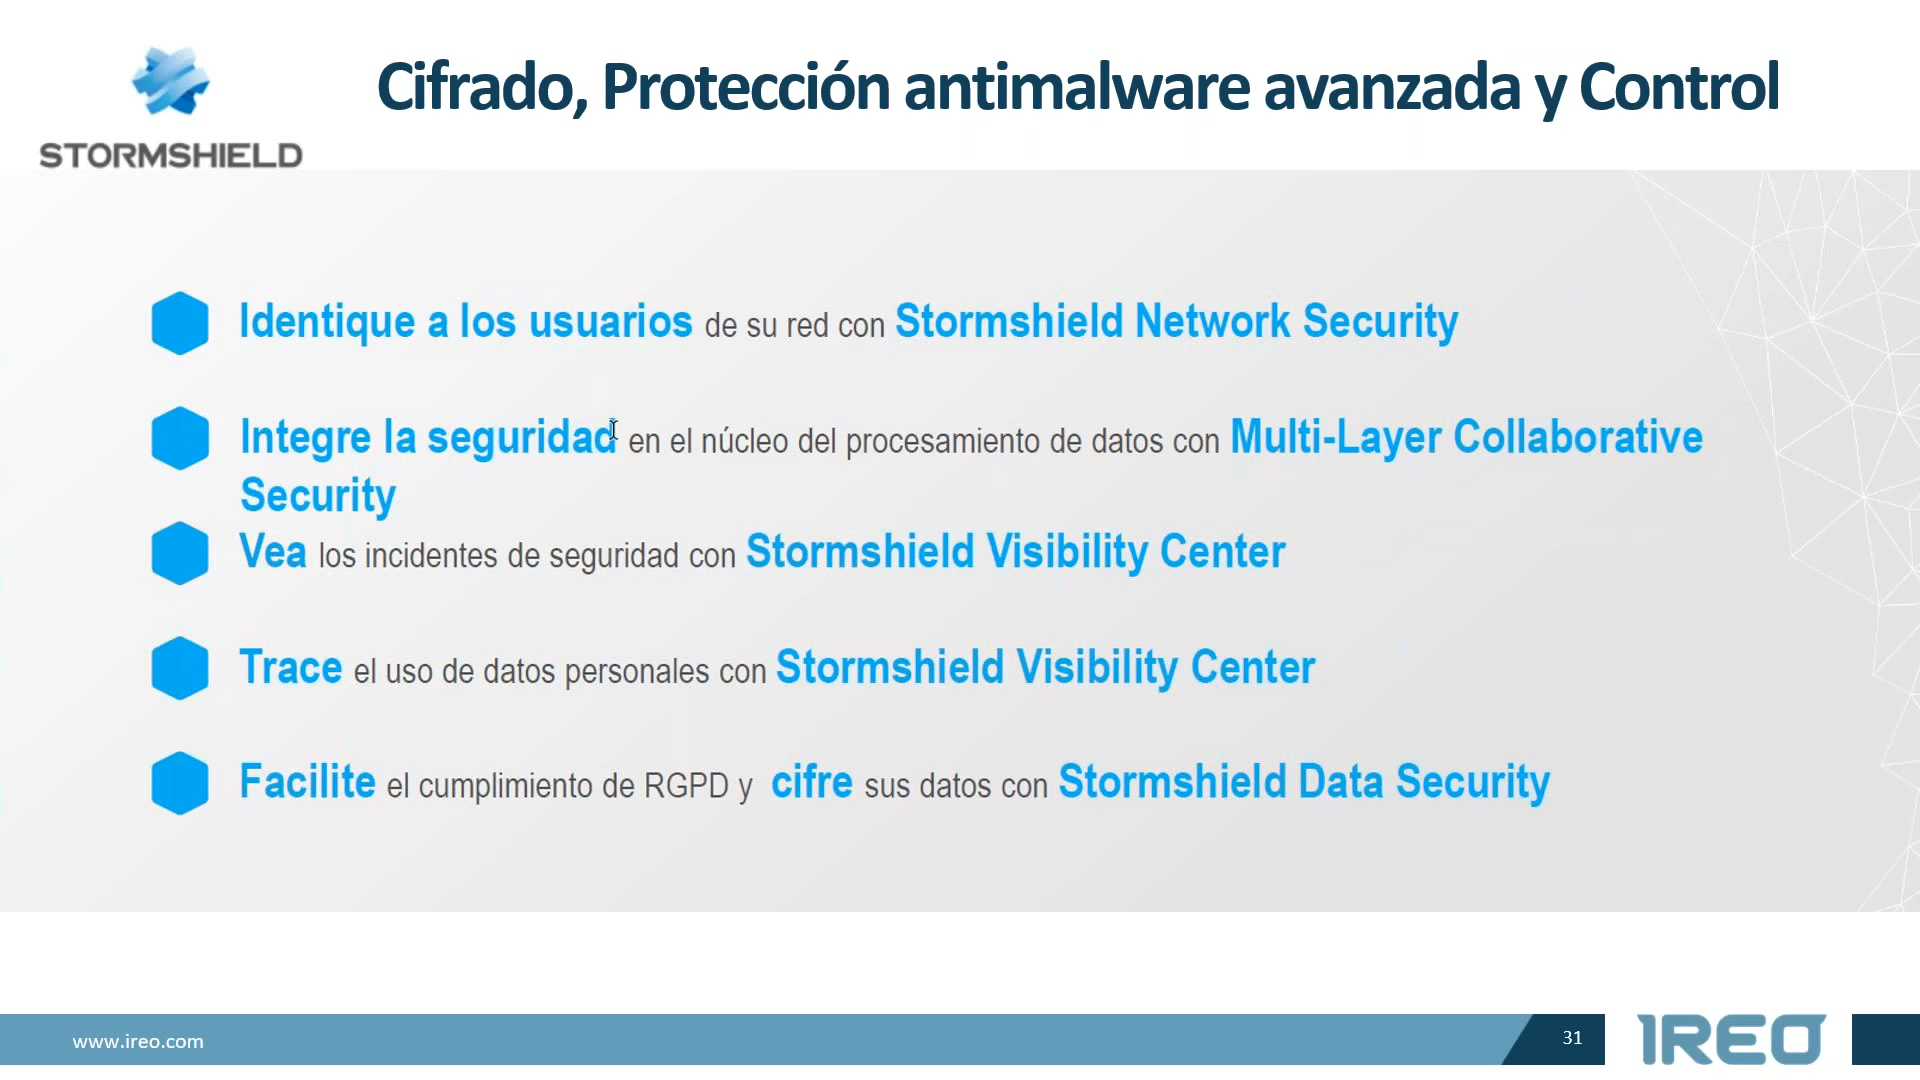 STORMSHIELD
Cifrado, Protección antimalware avanzada y Control
Identique a los usuarios de su red con Stormshield Network Security
Integre la seguridad en el núcleo del procesamiento de datos con Multi-Layer Collaborative
Security
Vea los incidentes de seguridad con Stormshield Visibility Center
Trace el uso de datos personales con Stormshield Visibility Center
Facilite el cumplimiento de RGPD y cifre sus datos con Stormshield Data Security
www.ireo.com
31
IREO